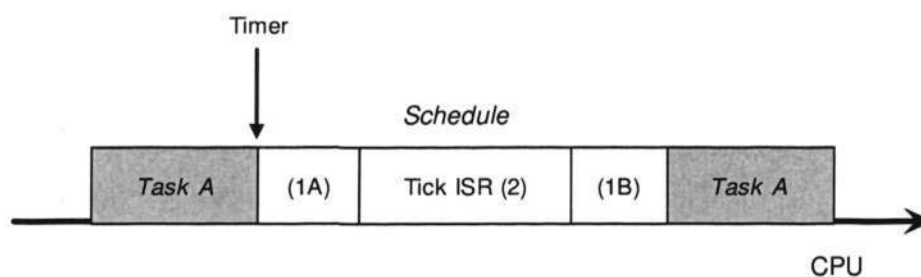 Timer
Schedule
Task A (1A) Tick ISR (2) (1B) Task A
CPU